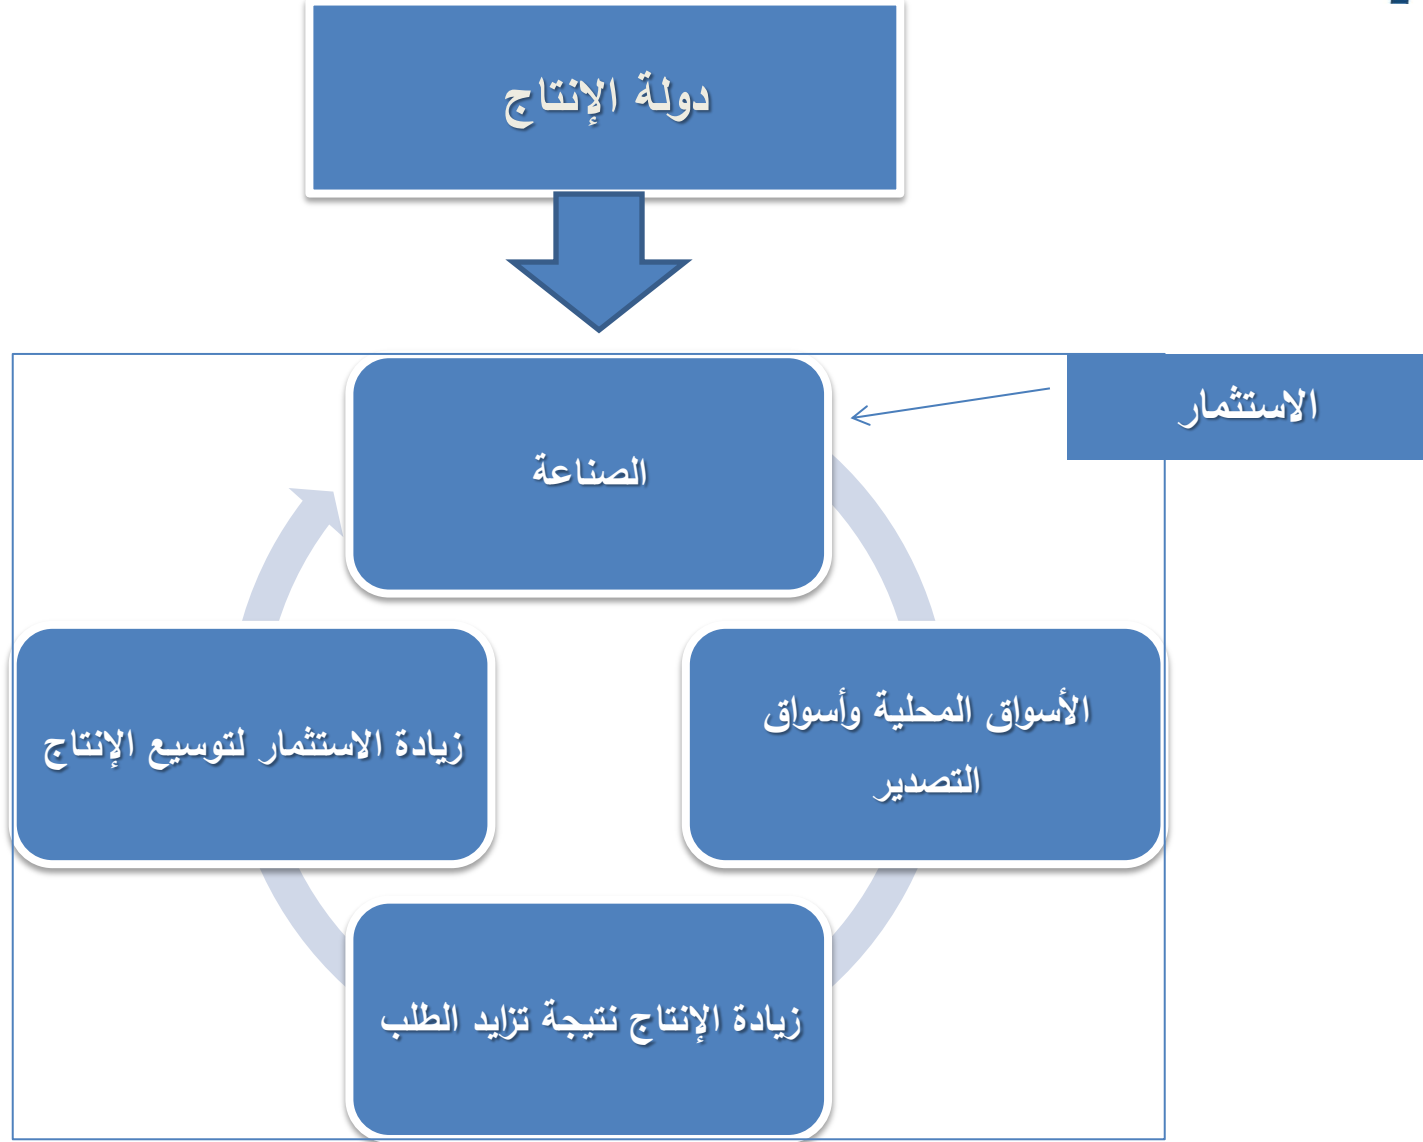 دولة الإنتاج
الاستثمار
الصناعة
الأسواق المحلية وأسواق
التصدير
زيادة الاستثمار لتوسيع الإنتاج
زيادة الإنتاج نتيجة تزايد الطلب